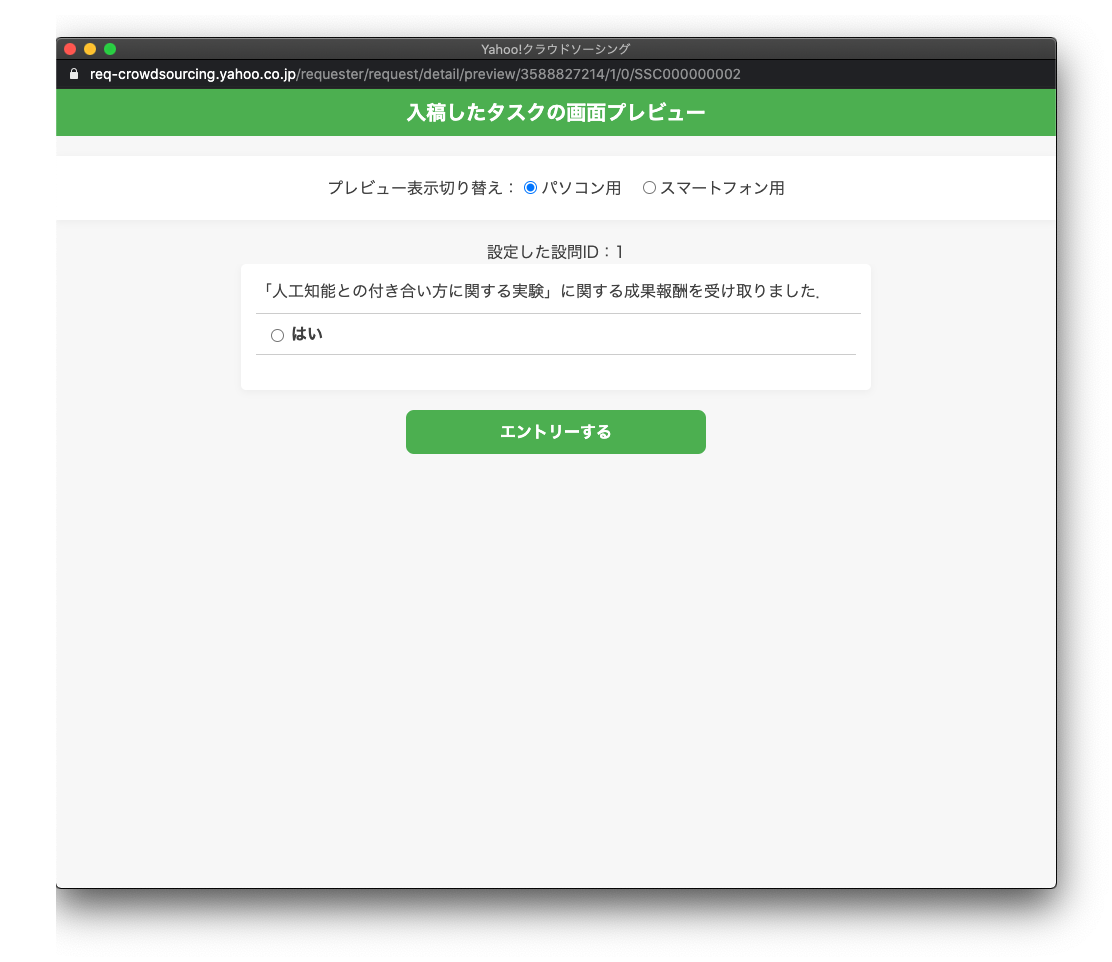 Yahoo!クラウドソーシング
req-crowdsourcing.yahoo.co.jp/requester/request/detail/preview/3588827214/1/0/SSC000000002
入稿したタスクの画面プレビュー
プレビュー表示切り替え： パソコン用 スマートフォン用
設定した設問ID：1
「人工知能との付き合い方に関する実験」に関する成果報酬を受け取りました．
はい
エントリーする